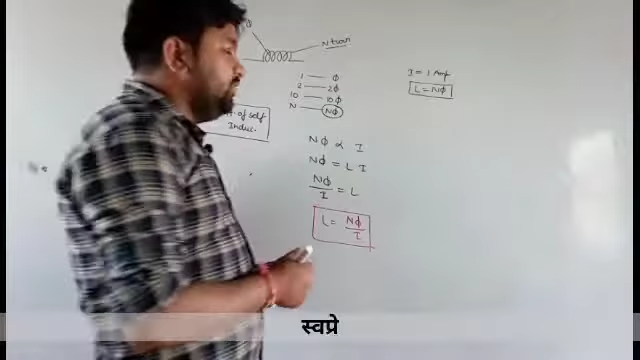 N turn
1 — ϕ
2 — 2ϕ
10 — 10ϕ
N — Nϕ
of self
Induc.
Nϕ ∝ I
Nϕ = L I
Nϕ/I = L
L = Nϕ/I
I = 1 Amp
L = Nϕ
स्वप्रे